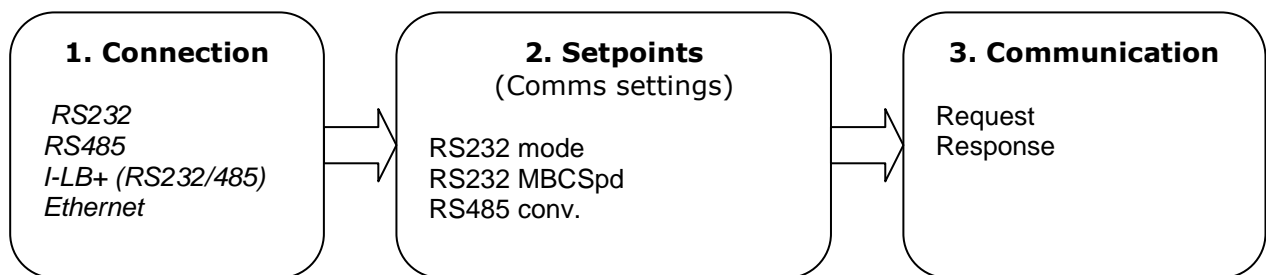 1. Connection
RS232
RS485
I-LB+ (RS232/485)
Ethernet
2. Setpoints
(Comms settings)
RS232 mode
RS232 MBCSpd
RS485 conv.
3. Communication
Request
Response